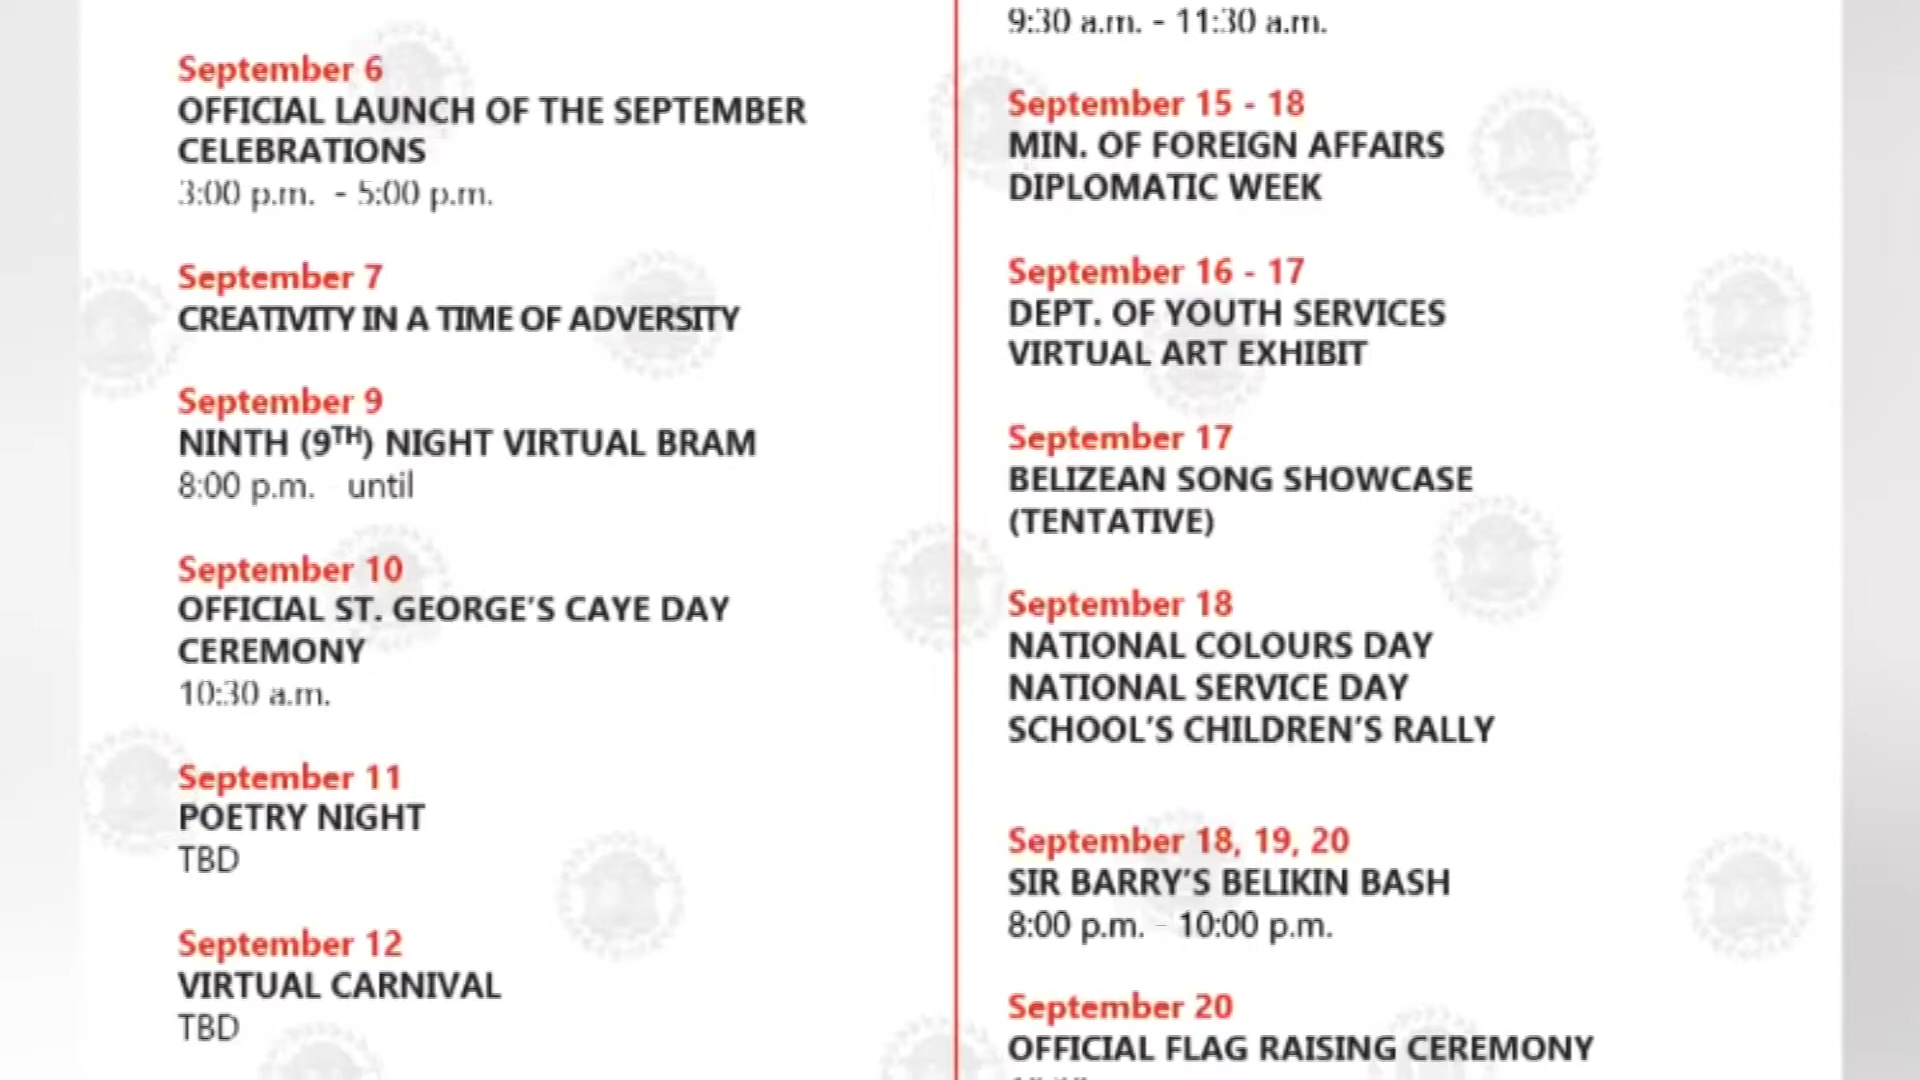 September 6
OFFICIAL LAUNCH OF THE SEPTEMBER
CELEBRATIONS
3:00 p.m. - 5:00 p.m.
September 7
CREATIVITY IN A TIME OF ADVERSITY
September 9
NINTH (9TH) NIGHT VIRTUAL BRAM
8:00 p.m. until
September 10
OFFICIAL ST. GEORGE'S CAYE DAY
CEREMONY
10:30 a.m.
September 11
POETRY NIGHT
TBD
September 12
VIRTUAL CARNIVAL
TBD
9:30 a.m. - 11:30 a.m.
September 15 - 18
MIN. OF FOREIGN AFFAIRS
DIPLOMATIC WEEK
September 16 - 17
DEPT. OF YOUTH SERVICES
VIRTUAL ART EXHIBIT
September 17
BELIZEAN SONG SHOWCASE
(TENTATIVE)
September 18
NATIONAL COLOURS DAY
NATIONAL SERVICE DAY
SCHOOL'S CHILDREN'S RALLY
September 18, 19, 20
SIR BARRY'S BELIKIN BASH
8:00 p.m. - 10:00 p.m.
September 20
OFFICIAL FLAG RAISING CEREMONY